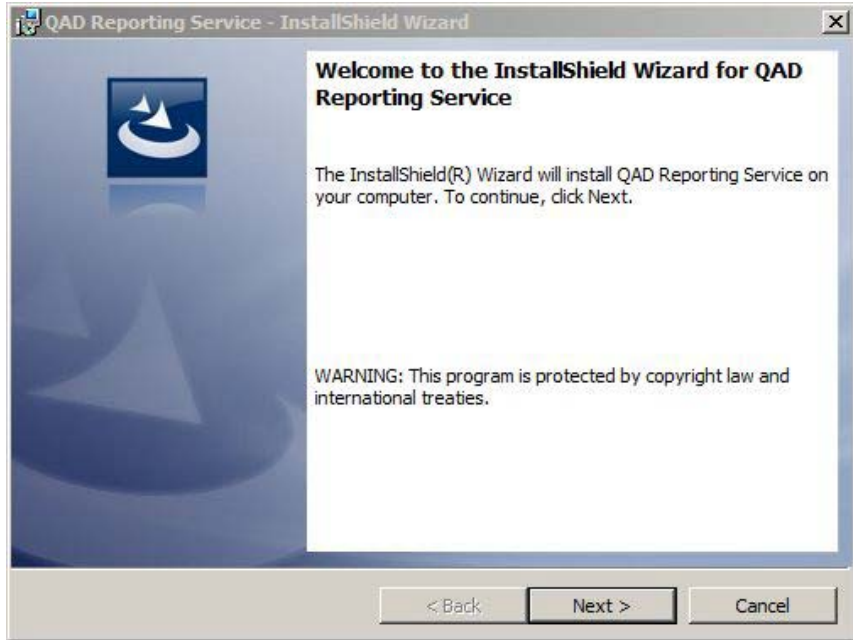 QAD Reporting Service - InstallShield Wizard
Welcome to the InstallShield Wizard for QAD
Reporting Service
The InstallShield(R) Wizard will install QAD Reporting Service on
your computer. To continue, click Next.
WARNING: This program is protected by copyright law and
international treaties.
< Back
Next >
Cancel